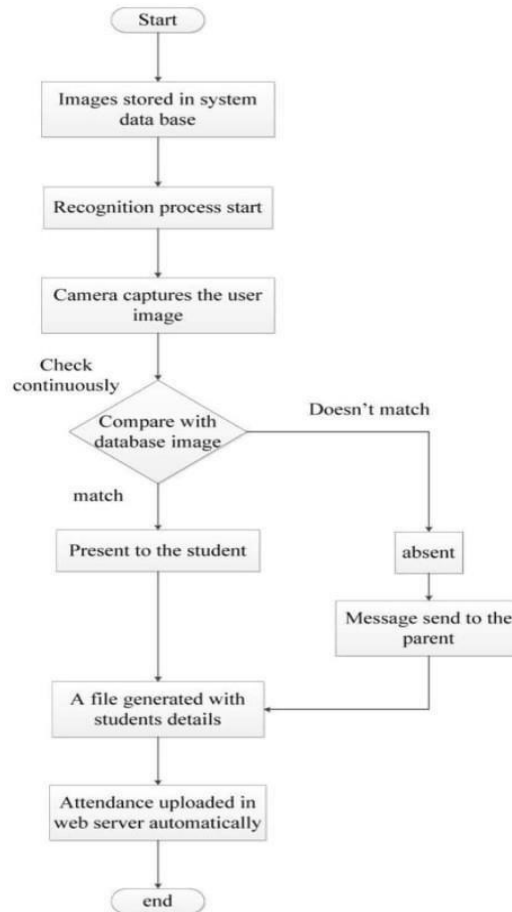 Start
Images stored in system
data base
Recognition process start
Camera captures the user
image
Check
continuously
Compare with
database image
Doesn't match
match
Present to the student
absent
Message send to the
parent
A file generated with
students details
Attendance uploaded in
web server automatically
end